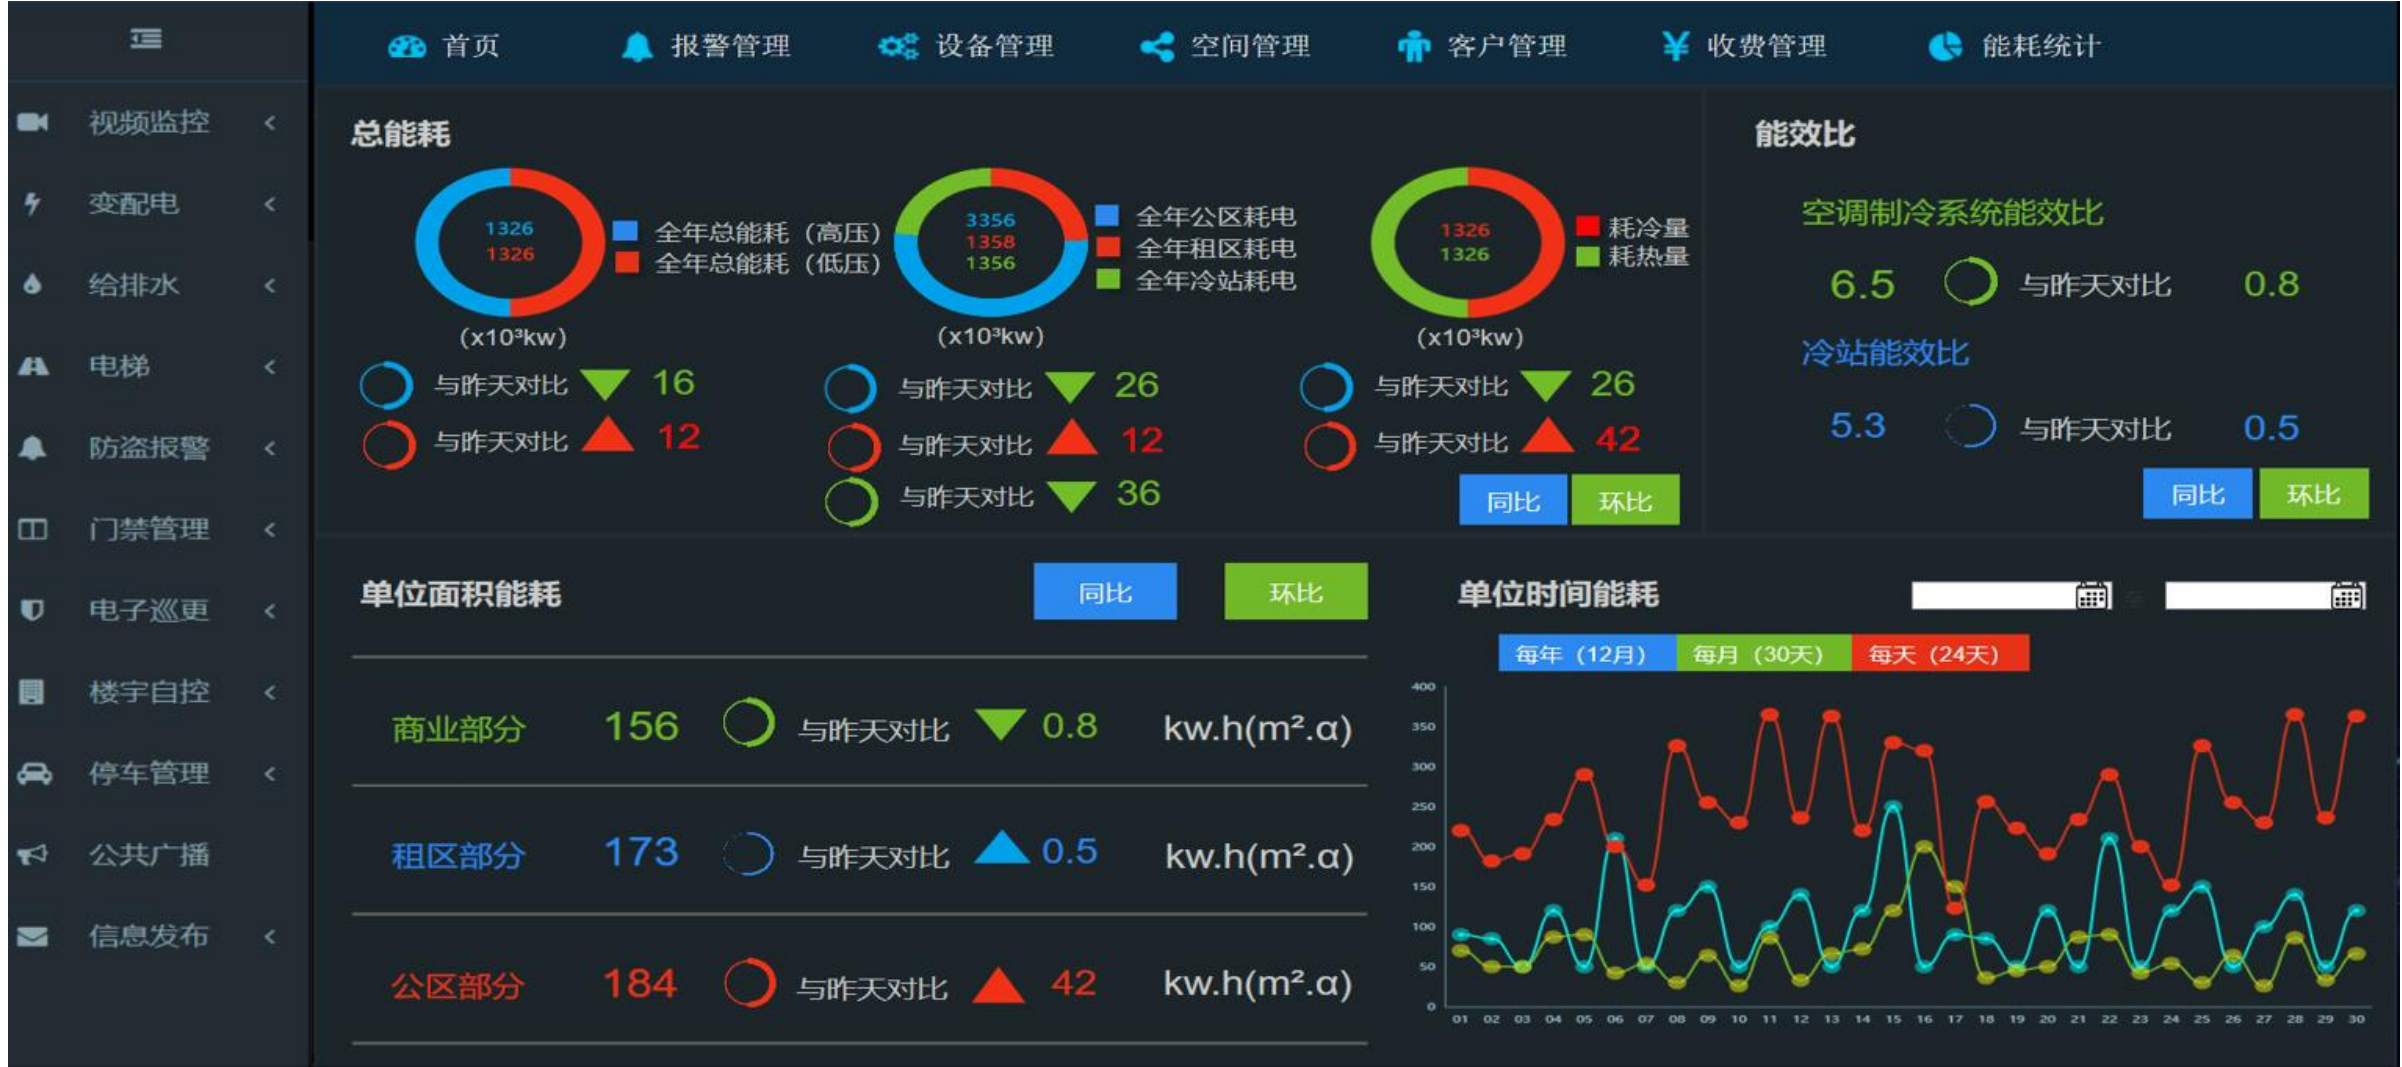 首页 报警管理 设备管理 空间管理 客户管理 收费管理 能耗统计
视频监控 <
变配电 <
给排水 <
电梯 <
防盗报警 <
门禁管理 <
电子巡更 <
楼宇自控 <
停车管理 <
公共广播
信息发布 <
总能耗
1326
1326
全年总能耗（高压）
全年总能耗（低压）
(x10³kw)
与昨天对比 16
与昨天对比 12
3356
1358
1356
全年公区耗电
全年租区耗电
全年冷站耗电
(x10³kw)
与昨天对比 26
与昨天对比 12
与昨天对比 36
1326
1326
耗冷量
耗热量
(x10³kw)
与昨天对比 26
与昨天对比 42
同比 环比
能效比
空调制冷系统能效比
6.5 与昨天对比 0.8
冷站能效比
5.3 与昨天对比 0.5
同比 环比
单位面积能耗 同比 环比
商业部分 156 与昨天对比 0.8 kw.h(m².α)
租区部分 173 与昨天对比 0.5 kw.h(m².α)
公区部分 184 与昨天对比 42 kw.h(m².α)
单位时间能耗
每年（12月） 每月（30天） 每天（24天）
400
350
300
250
200
150
100
50
0
01 02 03 04 05 06 07 08 09 10 11 12 13 14 15 16 17 18 19 20 21 22 23 24 25 26 27 28 29 30